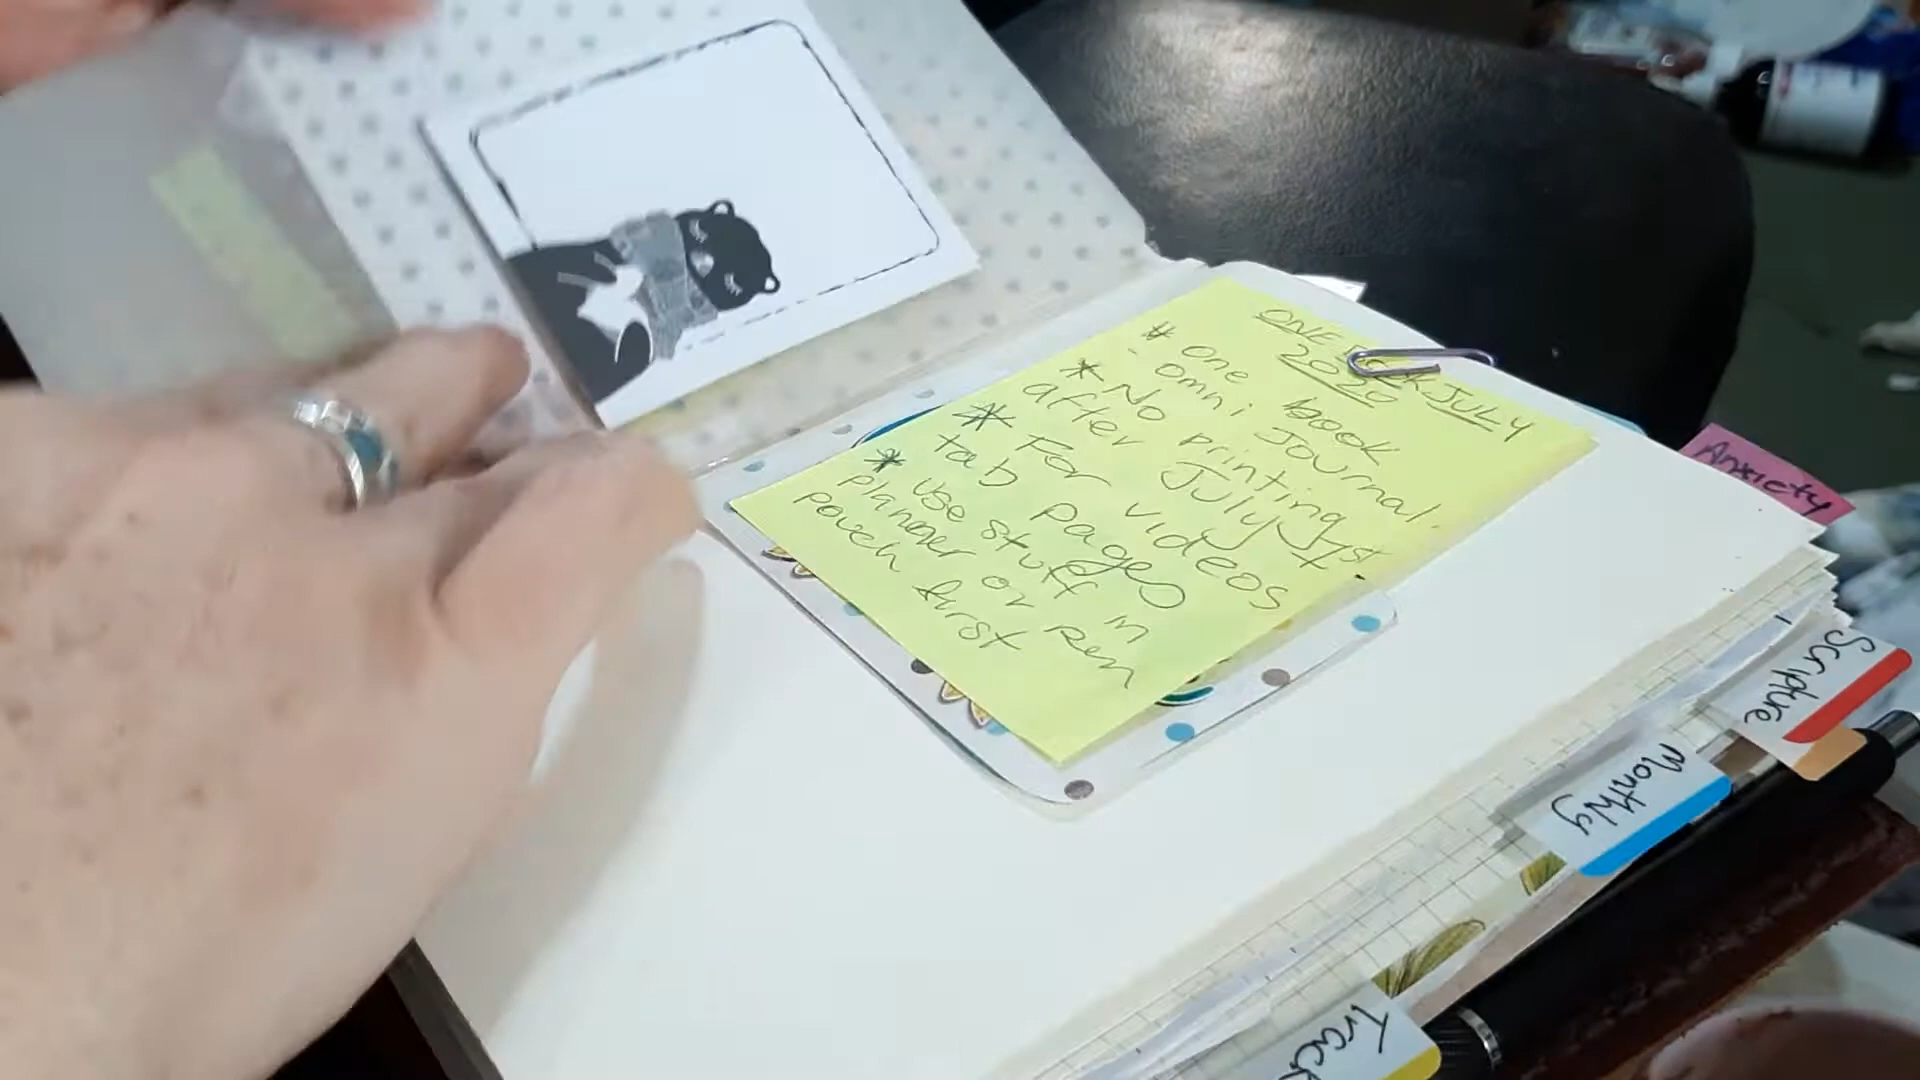 ONE BOOK JULY
2020
* one book
- omni Journal.
* No printing
after July 1st
* For videos
tab pages
* use stuff in
planner or pen
pouch first
Anxiety
Scripture
Monthly
Track